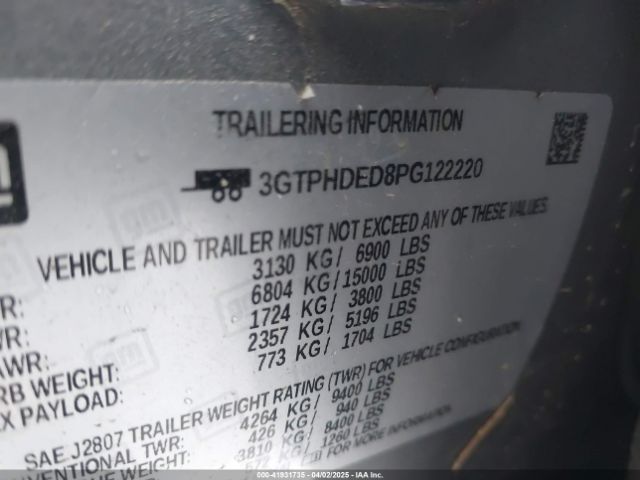 TRAILERING INFORMATION
3GTPHDED8PG122220
VEHICLE AND TRAILER MUST NOT EXCEED ANY OF THESE VALUES
3130 KG/ 6900 LBS
R: 6804 KG/15000 LBS
WR: 1724 KG/ 3800 LBS
AWR: 2357 KG/ 5196 LBS
RB WEIGHT: 773 KG/ 1704 LBS
X PAYLOAD:
SAE J2807 TRAILER WEIGHT RATING (TWR) FOR VEHICLE CONFIGURATION.
4264 KG/ 9400 LBS
NVENTIONAL TWR: 426 KG/ 940 LBS
WEIGHT: 3810 KG/ 8400 LBS
1260 LBS
FOR MORE INFORMATION
000-41931735 - 04/02/2025 - IAA Inc.